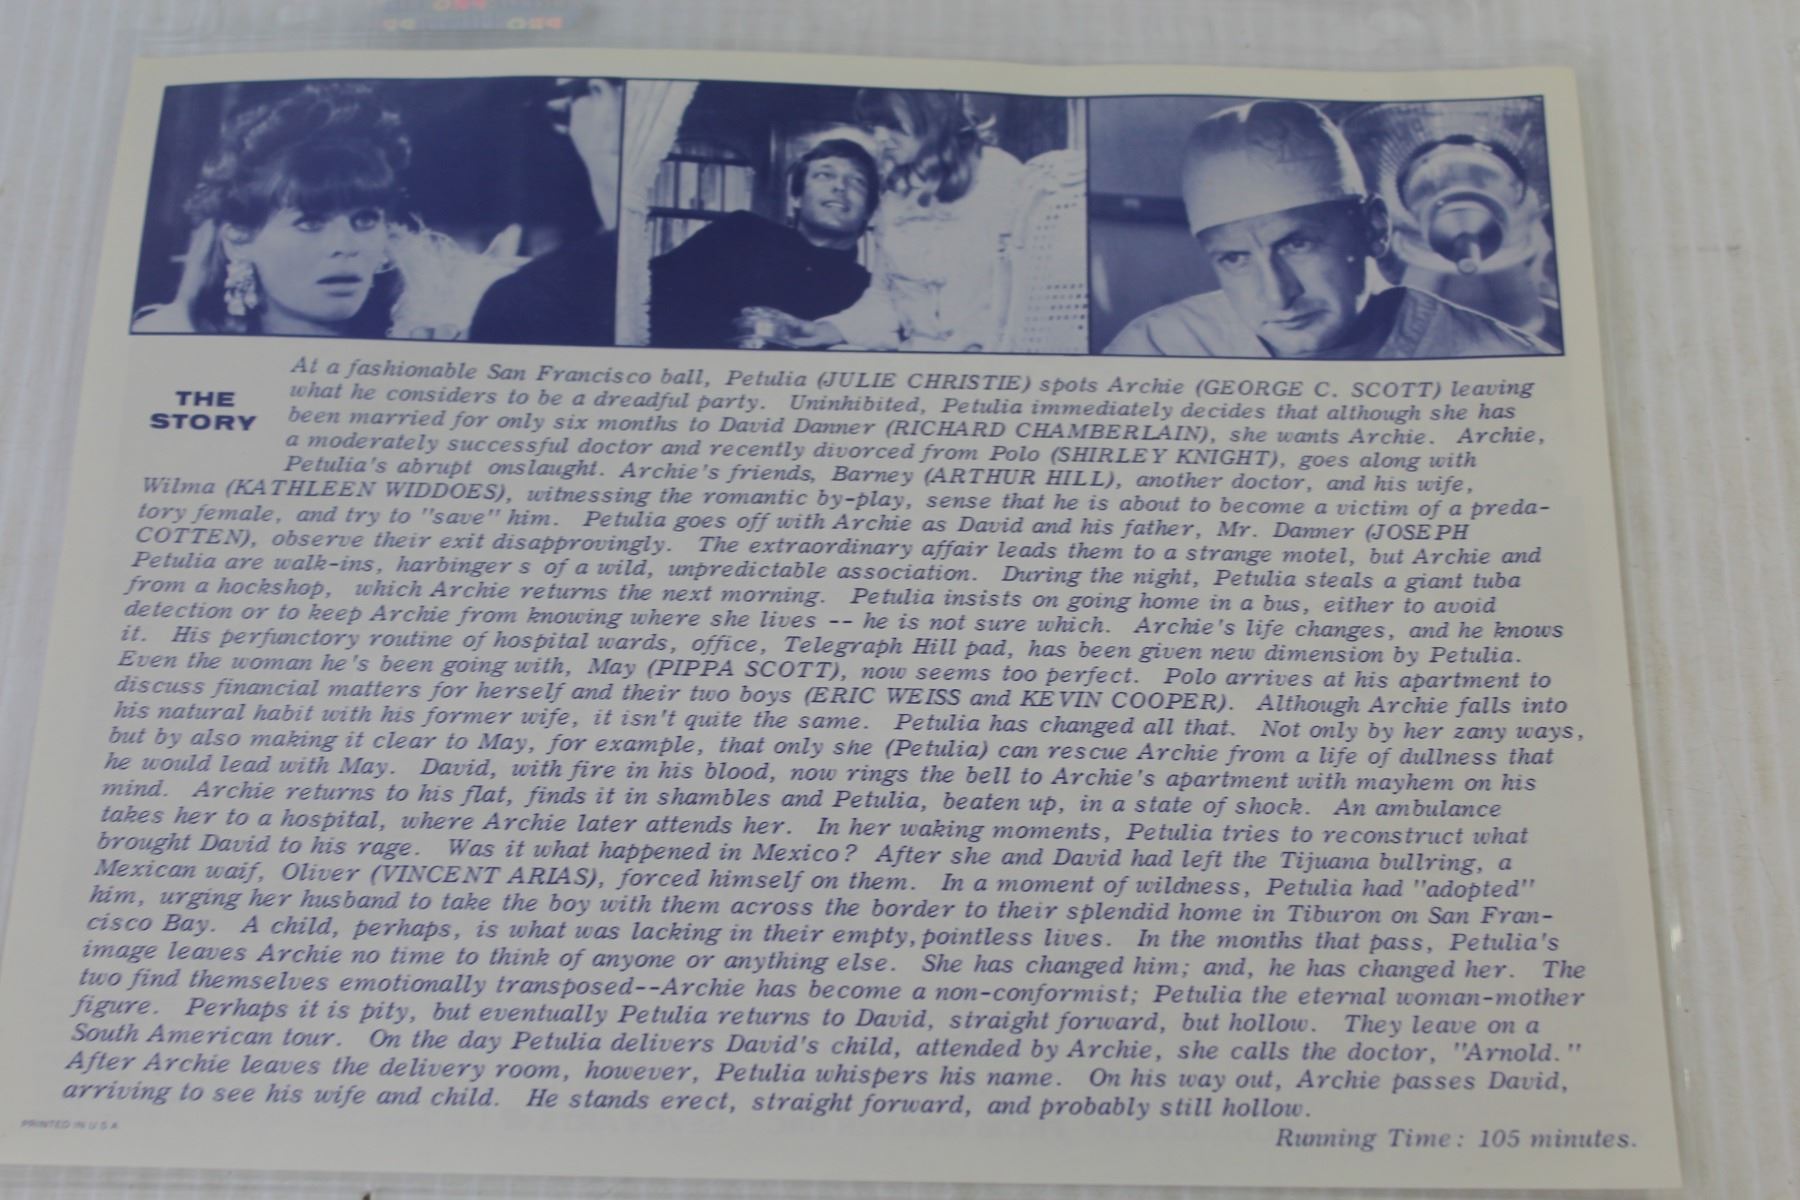 THE
STORY
At a fashionable San Francisco ball, Petulia (JULIE CHRISTIE) spots Archie (GEORGE C. SCOTT) leaving
what he considers to be a dreadful party. Uninhibited, Petulia immediately decides that although she has
been married for only six months to David Danner (RICHARD CHAMBERLAIN), she wants Archie. Archie,
a moderately successful doctor and recently divorced from Polo (SHIRLEY KNIGHT), goes along with
Petulia's abrupt onslaught. Archie's friends, Barney (ARTHUR HILL), another doctor, and his wife,
Wilma (KATHLEEN WIDDOES), witnessing the romantic by-play, sense that he is about to become a victim of a preda-
tory female, and try to "save" him. Petulia goes off with Archie as David and his father, Mr. Danner (JOSEPH
COTTEN), observe their exit disapprovingly. The extraordinary affair leads them to a strange motel, but Archie and
Petulia are walk-ins, harbinger s of a wild, unpredictable association. During the night, Petulia steals a giant tuba
from a hockshop, which Archie returns the next morning. Petulia insists on going home in a bus, either to avoid
detection or to keep Archie from knowing where she lives -- he is not sure which. Archie's life changes, and he knows
it. His perfunctory routine of hospital wards, office, Telegraph Hill pad, has been given new dimension by Petulia.
Even the woman he's been going with, May (PIPPA SCOTT), now seems too perfect. Polo arrives at his apartment to
discuss financial matters for herself and their two boys (ERIC WEISS and KEVIN COOPER). Although Archie falls into
his natural habit with his former wife, it isn't quite the same. Petulia has changed all that. Not only by her zany ways,
but by also making it clear to May, for example, that only she (Petulia) can rescue Archie from a life of dullness that
he would lead with May. David, with fire in his blood, now rings the bell to Archie's apartment with mayhem on his
mind. Archie returns to his flat, finds it in shambles and Petulia, beaten up, in a state of shock. An ambulance
takes her to a hospital, where Archie later attends her. In her waking moments, Petulia tries to reconstruct what
brought David to his rage. Was it what happened in Mexico? After she and David had left the Tijuana bullring, a
Mexican waif, Oliver (VINCENT ARIAS), forced himself on them. In a moment of wildness, Petulia had "adopted"
him, urging her husband to take the boy with them across the border to their splendid home in Tiburon on San Fran-
cisco Bay. A child, perhaps, is what was lacking in their empty, pointless lives. In the months that pass, Petulia's
image leaves Archie no time to think of anyone or anything else. She has changed him; and, he has changed her. The
two find themselves emotionally transposed--Archie has become a non-conformist; Petulia the eternal woman-mother
figure. Perhaps it is pity, but eventually Petulia returns to David, straight forward, but hollow. They leave on a
South American tour. On the day Petulia delivers David's child, attended by Archie, she calls the doctor, "Arnold."
After Archie leaves the delivery room, however, Petulia whispers his name. On his way out, Archie passes David,
arriving to see his wife and child. He stands erect, straight forward, and probably still hollow.
PRINTED IN U S A
Running Time: 105 minutes.